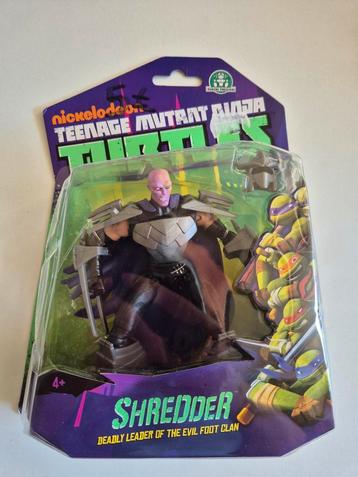 nickelodeon
TEENAGE MUTANT NINJA
TURTLES
4+
SHREDDER
DEADLY LEADER OF THE EVIL FOOT CLAN